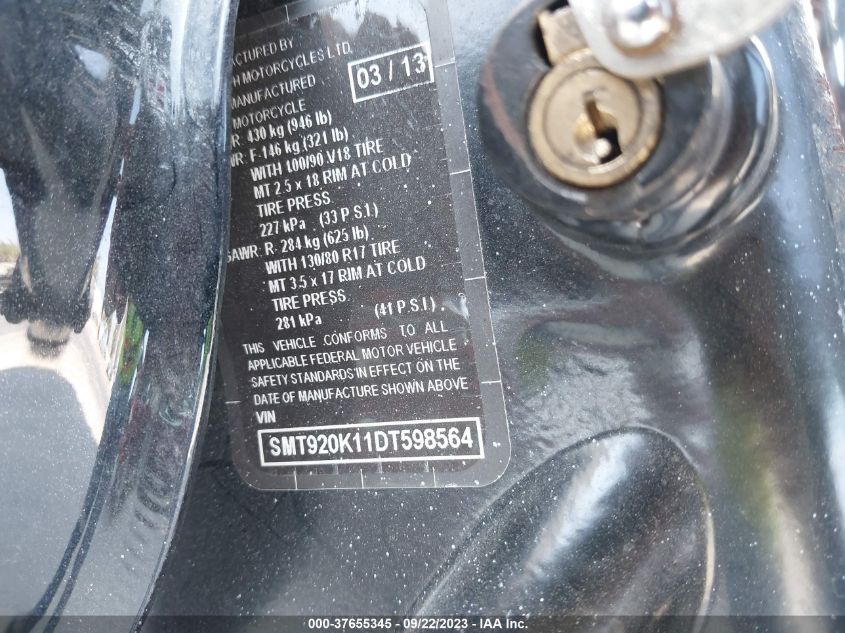 ACTURED BY
H MOTORCYCLES LTD.
MANUFACTURED 03 / 13
MOTORCYCLE
R: 430 kg (946 lb)
WR: F-146 kg (321 lb)
WITH 100/90 V18 TIRE
MT 2.5 x 18 RIM AT COLD
TIRE PRESS.
227 kPa (33 P.S.I.)
GAWR: R- 284 kg (625 lb)
WITH 130/80 R17 TIRE
MT 3.5 x 17 RIM AT COLD
TIRE PRESS.
281 kPa (41 P.S.I.)
THIS VEHICLE CONFORMS TO ALL
APPLICABLE FEDERAL MOTOR VEHICLE
SAFETY STANDARDS IN EFFECT ON THE
DATE OF MANUFACTURE SHOWN ABOVE
VIN
SMT920K11DT598564
000-37655345 - 09/22/2023 - IAA Inc.